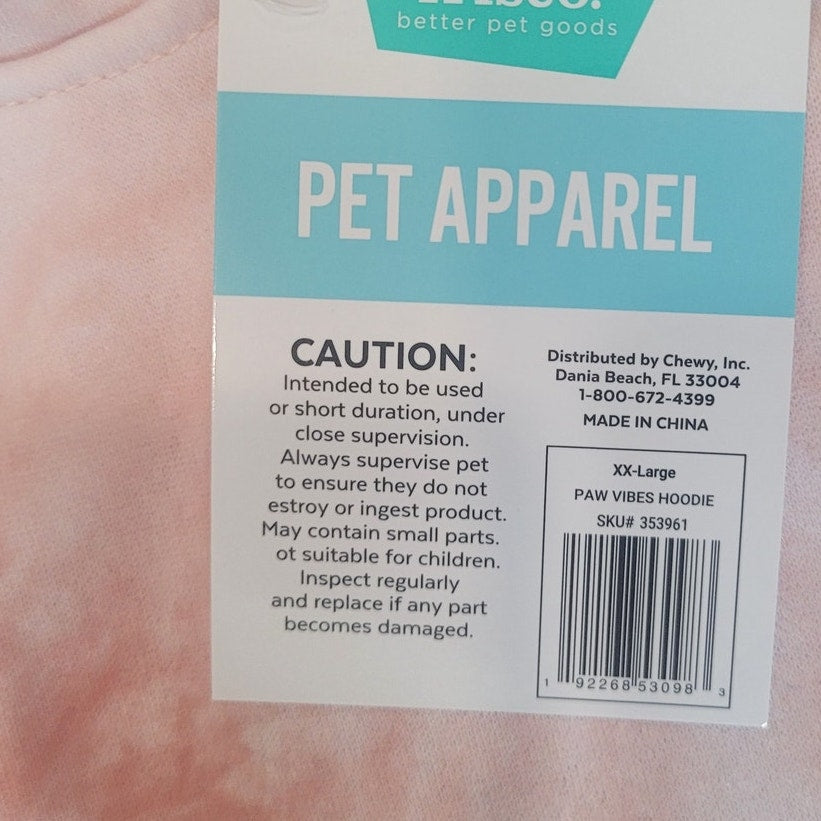 better pet goods
PET APPAREL
CAUTION:
Intended to be used
or short duration, under
close supervision.
Always supervise pet
to ensure they do not
estroy or ingest product.
May contain small parts.
ot suitable for children.
Inspect regularly
and replace if any part
becomes damaged.
Distributed by Chewy, Inc.
Dania Beach, FL 33004
1-800-672-4399
MADE IN CHINA
XX-Large
PAW VIBES HOODIE
SKU# 353961
1 92268 53098 3